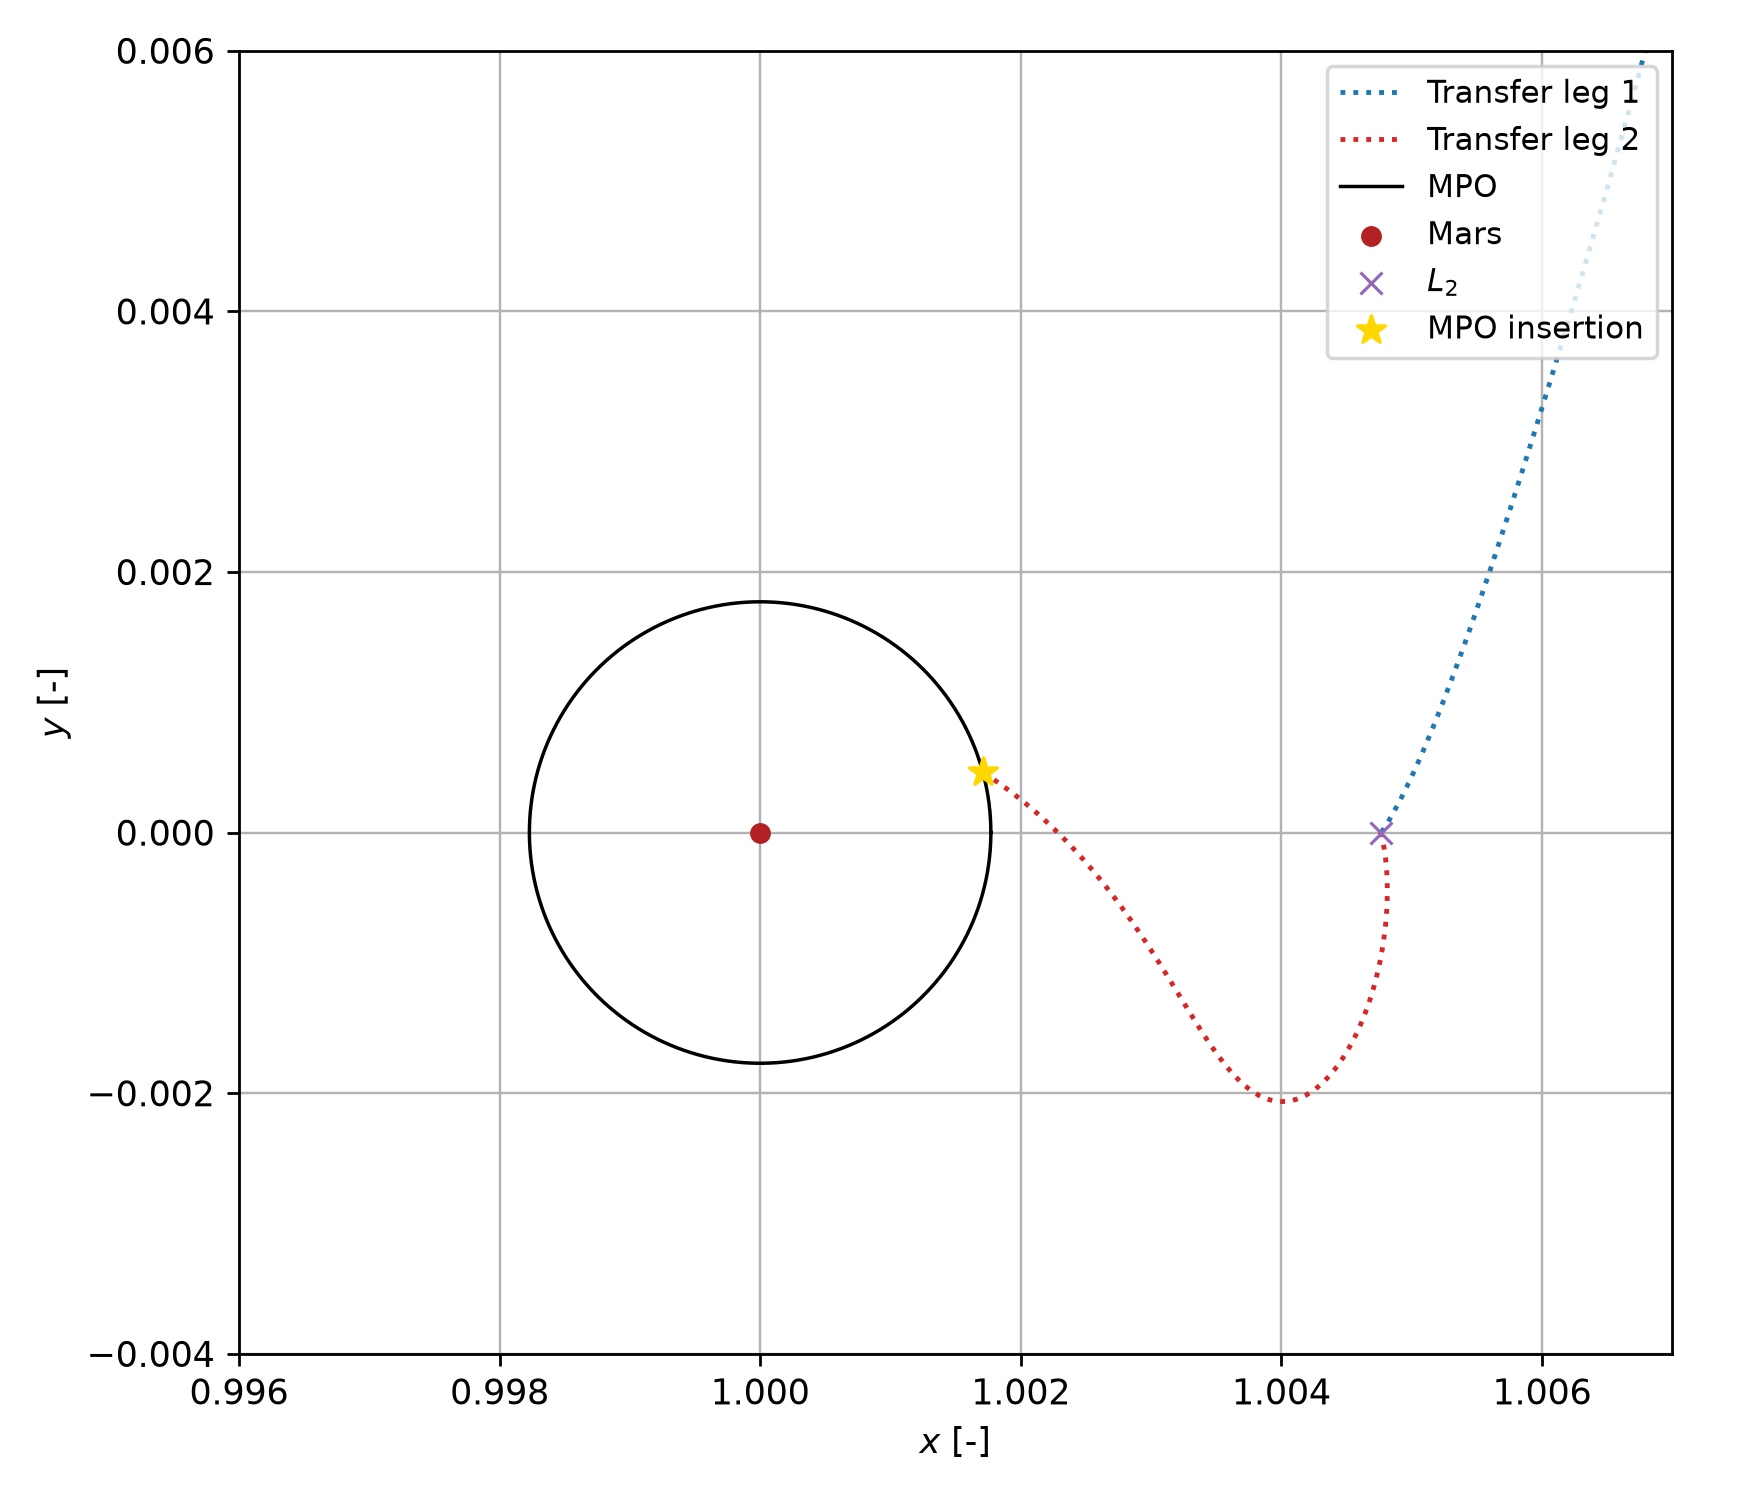 0.006
0.004
0.002
0.000
−0.002
−0.004
y [-]
Transfer leg 1
Transfer leg 2
MPO
Mars
L2
MPO insertion
0.996
0.998
1.000
1.002
1.004
1.006
x [-]